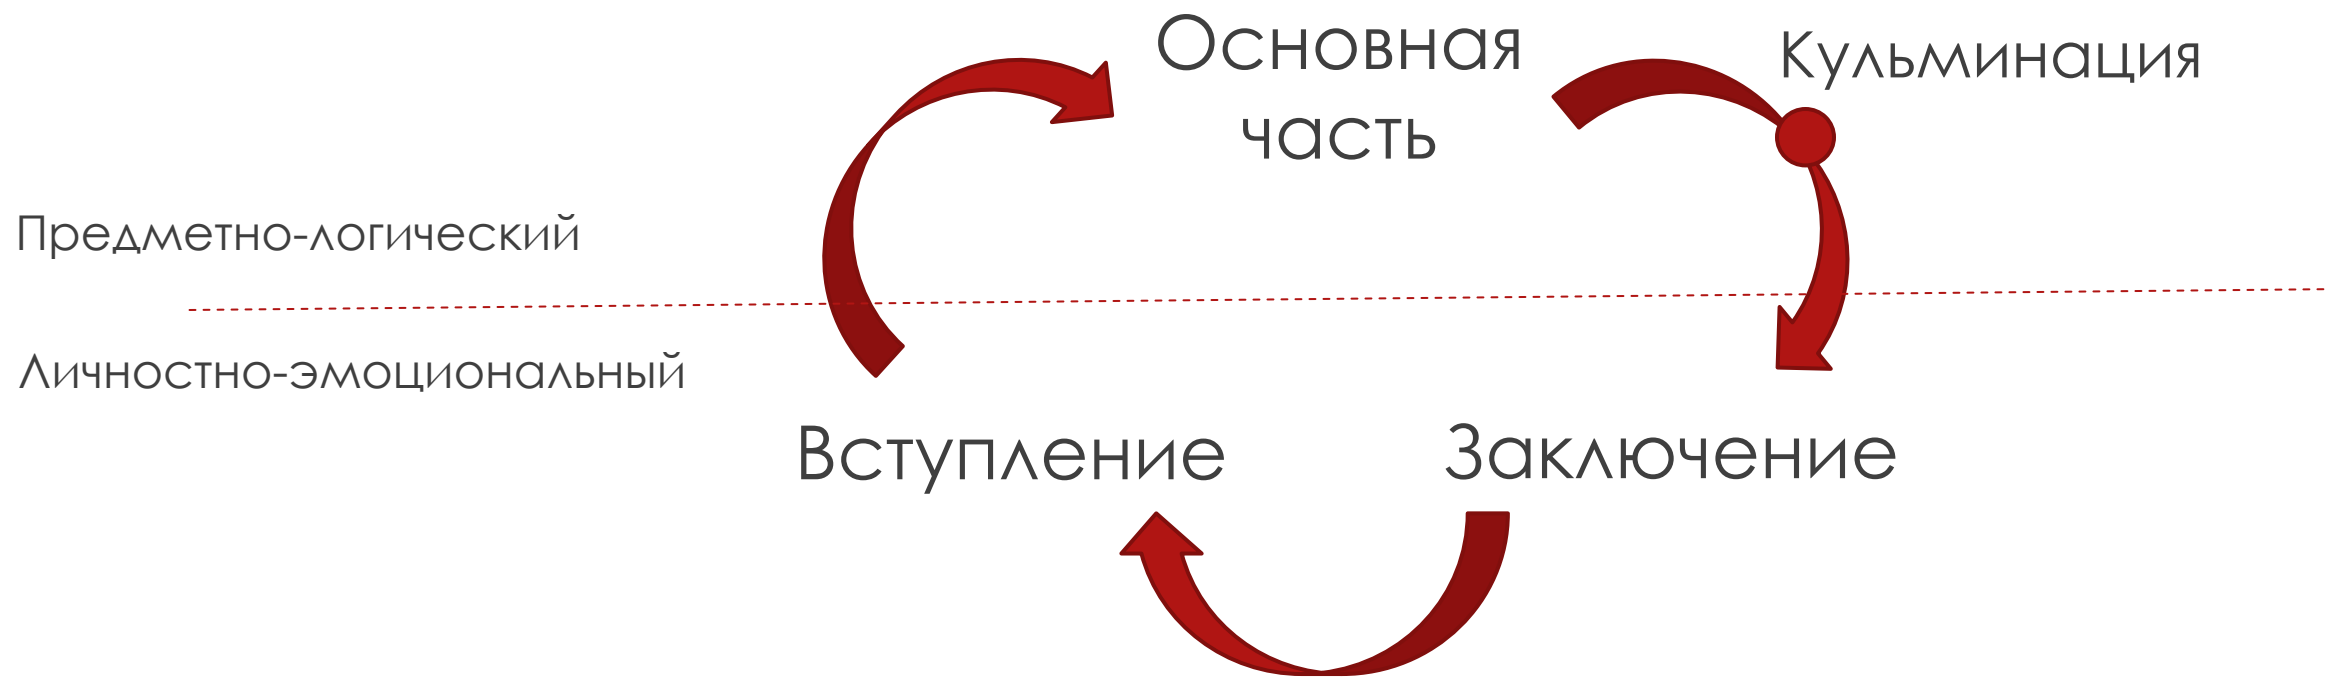 Основная
часть
Кульминация
Предметно-логический
Личностно-эмоциональный
Вступление
Заключение